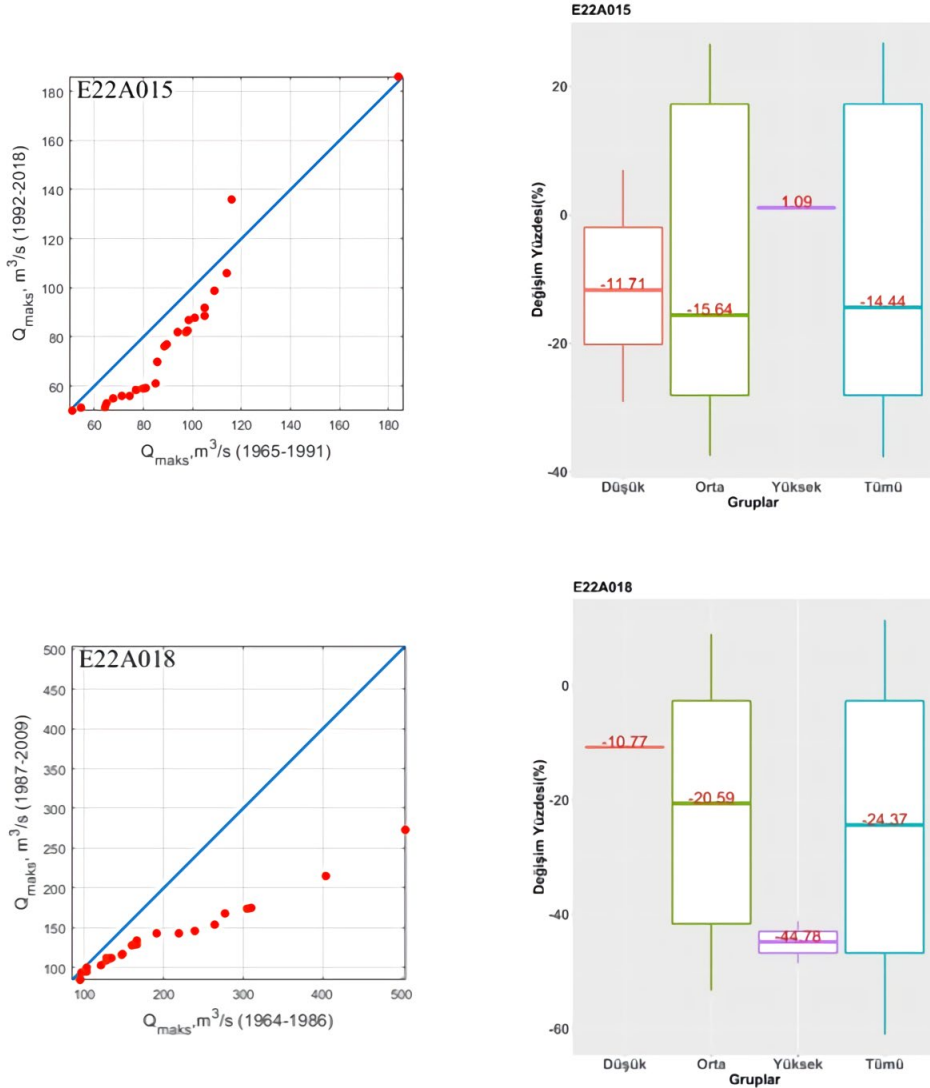 E22A015
180
160
140
120
100
80
60
60 80 100 120 140 160 180
Qmaks, m³/s (1992-2018)
Qmaks,m³/s (1965-1991)
E22A015
20
0
-20
-40
Değişim Yüzdesi(%)
-11.71
-15.64
1.09
-14.44
Düşük Orta Yüksek Tümü
Gruplar
E22A018
500
450
400
350
300
250
200
150
100
100 200 300 400 500
Qmaks, m³/s (1987-2009)
Qmaks,m³/s (1964-1986)
E22A018
0
-20
-40
-60
Değişim Yüzdesi(%)
-10.77
-20.59
-44.78
-24.37
Düşük Orta Yüksek Tümü
Gruplar